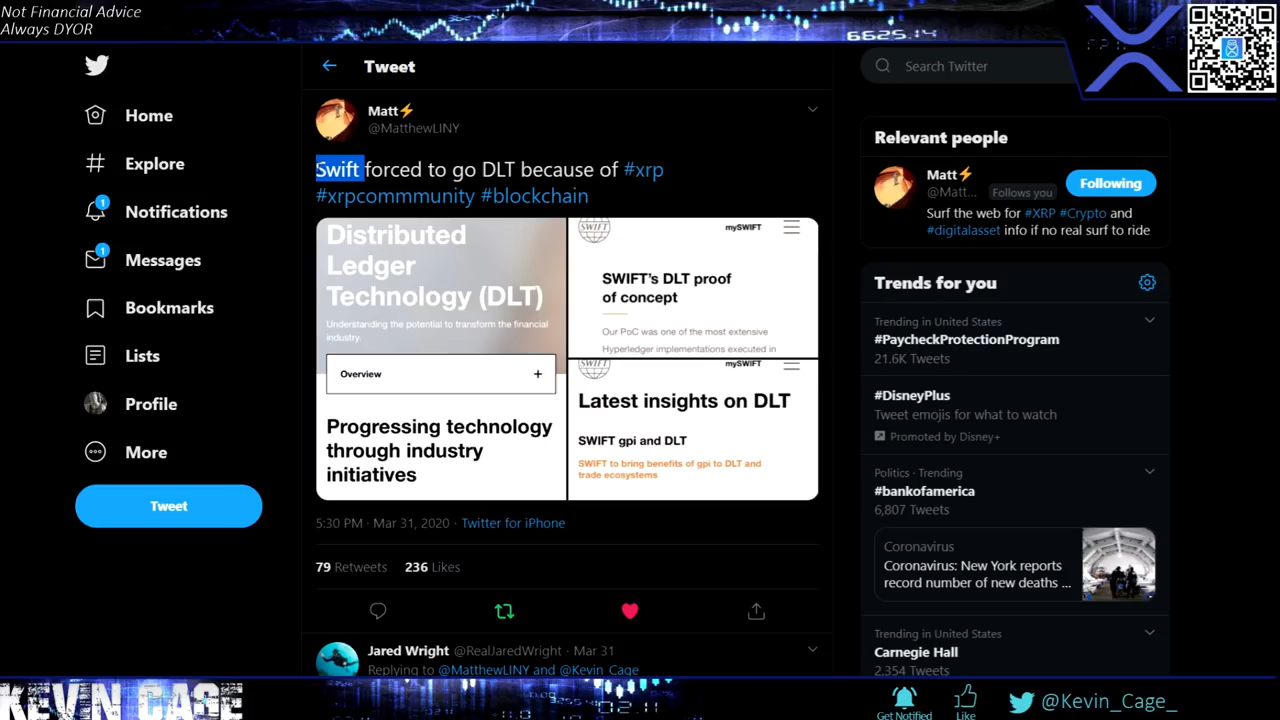 Not Financial Advice
Always DYOR
6625.14
Home
Explore
1
Notifications
1
Messages
Bookmarks
Lists
Profile
More
Tweet
Tweet
Matt⚡
@MatthewLINY
Swift forced to go DLT because of #xrp
#xrpcommmunity #blockchain
Distributed
Ledger
Technology (DLT)
Understanding the potential to transform the financial
industry.
Overview +
Progressing technology
through industry
initiatives
SWIFT
mySWIFT
SWIFT's DLT proof
of concept
Our PoC was one of the most extensive
Hyperledger implementations executed in
SWIFT
mySWIFT
Latest insights on DLT
SWIFT gpi and DLT
SWIFT to bring benefits of gpi to DLT and
trade ecosystems
5:30 PM · Mar 31, 2020 · Twitter for iPhone
79 Retweets 236 Likes
Jared Wright @RealJaredWright · Mar 31
Replying to @MatthewLINY and @Kevin_Cage
Search Twitter
Relevant people
Matt⚡
@Matt... Follows you
Following
Surf the web for #XRP #Crypto and
#digitalasset info if no real surf to ride
Trends for you
Trending in United States
#PaycheckProtectionProgram
21.6K Tweets
#DisneyPlus
Tweet emojis for what to watch
Promoted by Disney+
Politics · Trending
#bankofamerica
6,807 Tweets
Coronavirus
Coronavirus: New York reports
record number of new deaths ...
Trending in United States
Carnegie Hall
2,354 Tweets
KEVIN CAGE
Get Notified
Like
@Kevin_Cage_